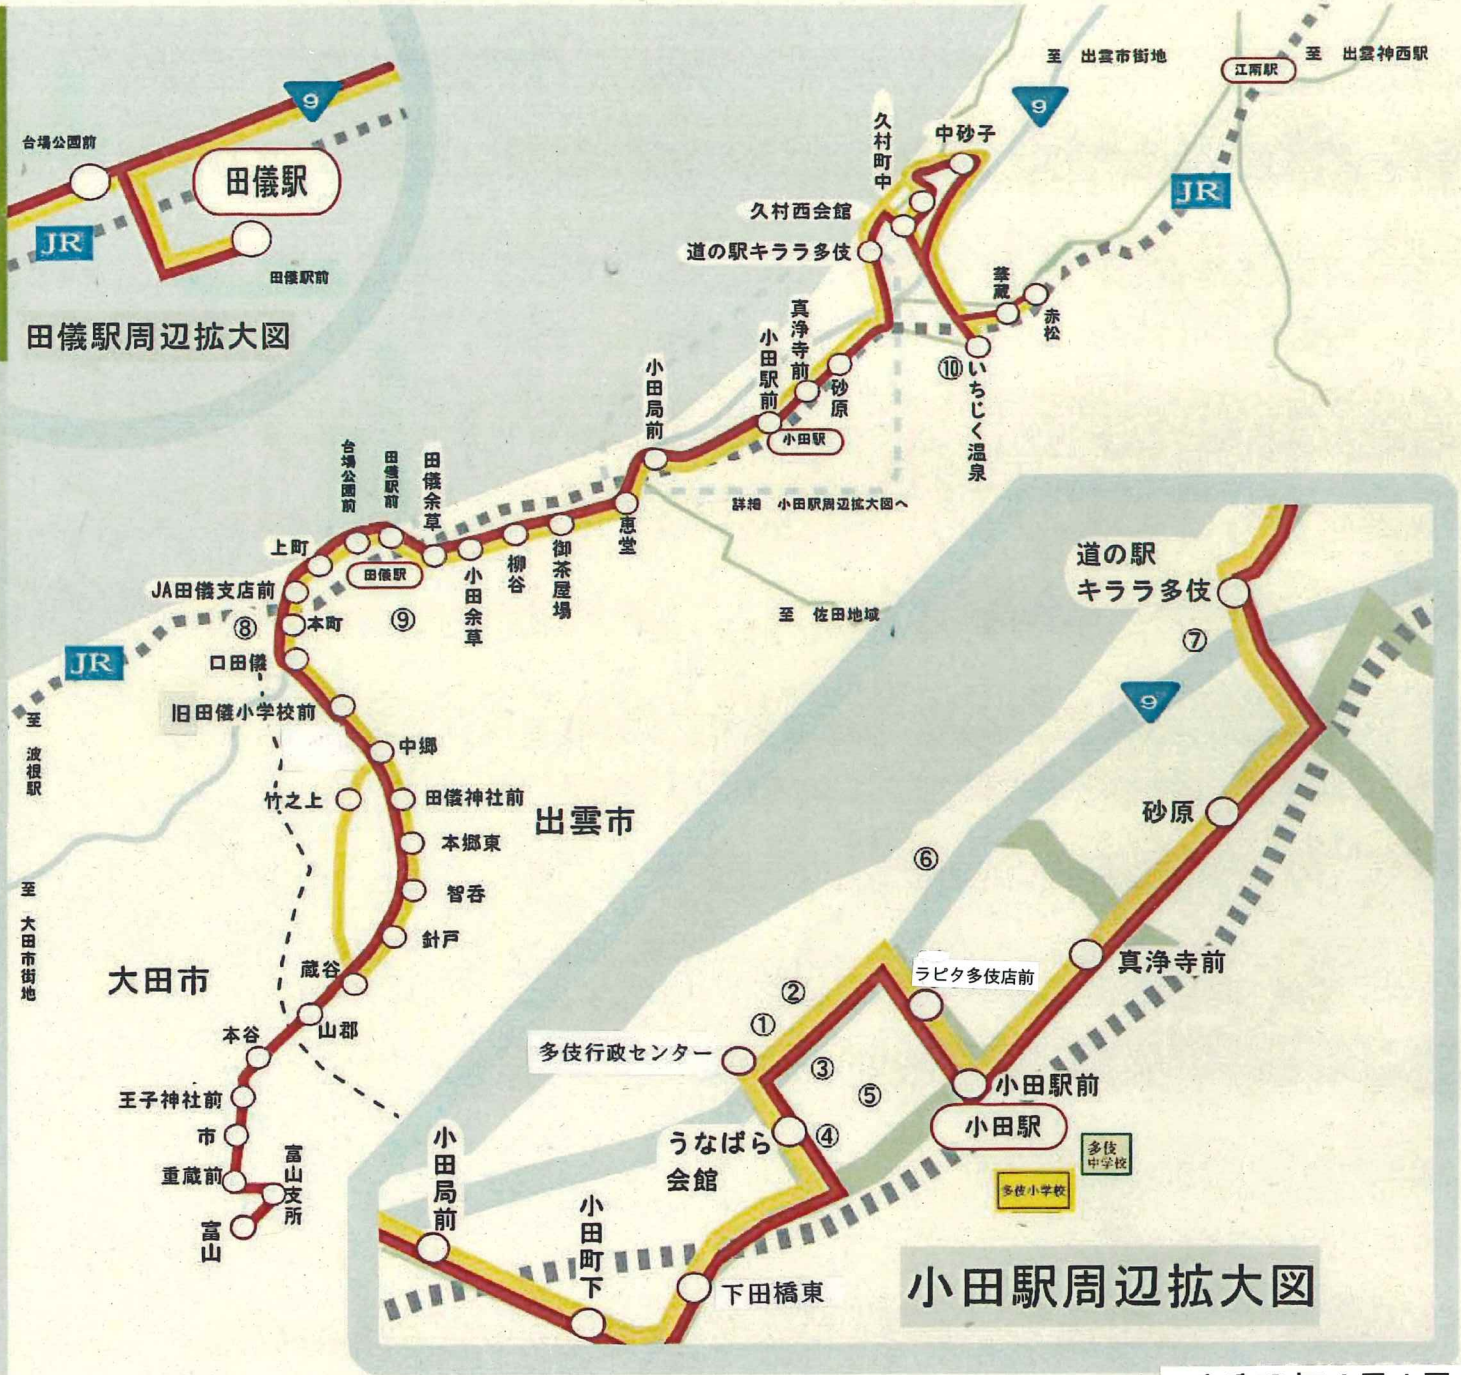 台場公園前
9
田儀駅
JR
田儀駅前
田儀駅周辺拡大図
至 出雲市街地
9
江南駅
至 出雲神西駅
JR
久村町中
中砂子
久村西会館
道の駅キララ多伎
華蔵
赤松
⑩
いちじく温泉
真浄寺前
小田駅前
砂原
小田駅
小田局前
詳細 小田駅周辺拡大図へ
至 佐田地域
恵堂
御茶屋場
柳谷
小田余草
田儀余草
田儀駅前
台場公園前
田儀駅
⑨
上町
JA田儀支店前
⑧
本町
口田儀
JR
至 波根駅
旧田儀小学校前
中郷
竹之上
田儀神社前
本郷東
智呑
針戸
蔵谷
山郡
出雲市
大田市
至 大田市街地
本谷
王子神社前
市
重蔵前
富山支所
富山
道の駅
キララ多伎
⑦
9
砂原
⑥
真浄寺前
ラピタ多伎店前
②
①
多伎行政センター
③
⑤
小田駅前
小田駅
うなばら
会館
④
多伎
中学校
多伎小学校
小田局前
小田町下
下田橋東
小田駅周辺拡大図